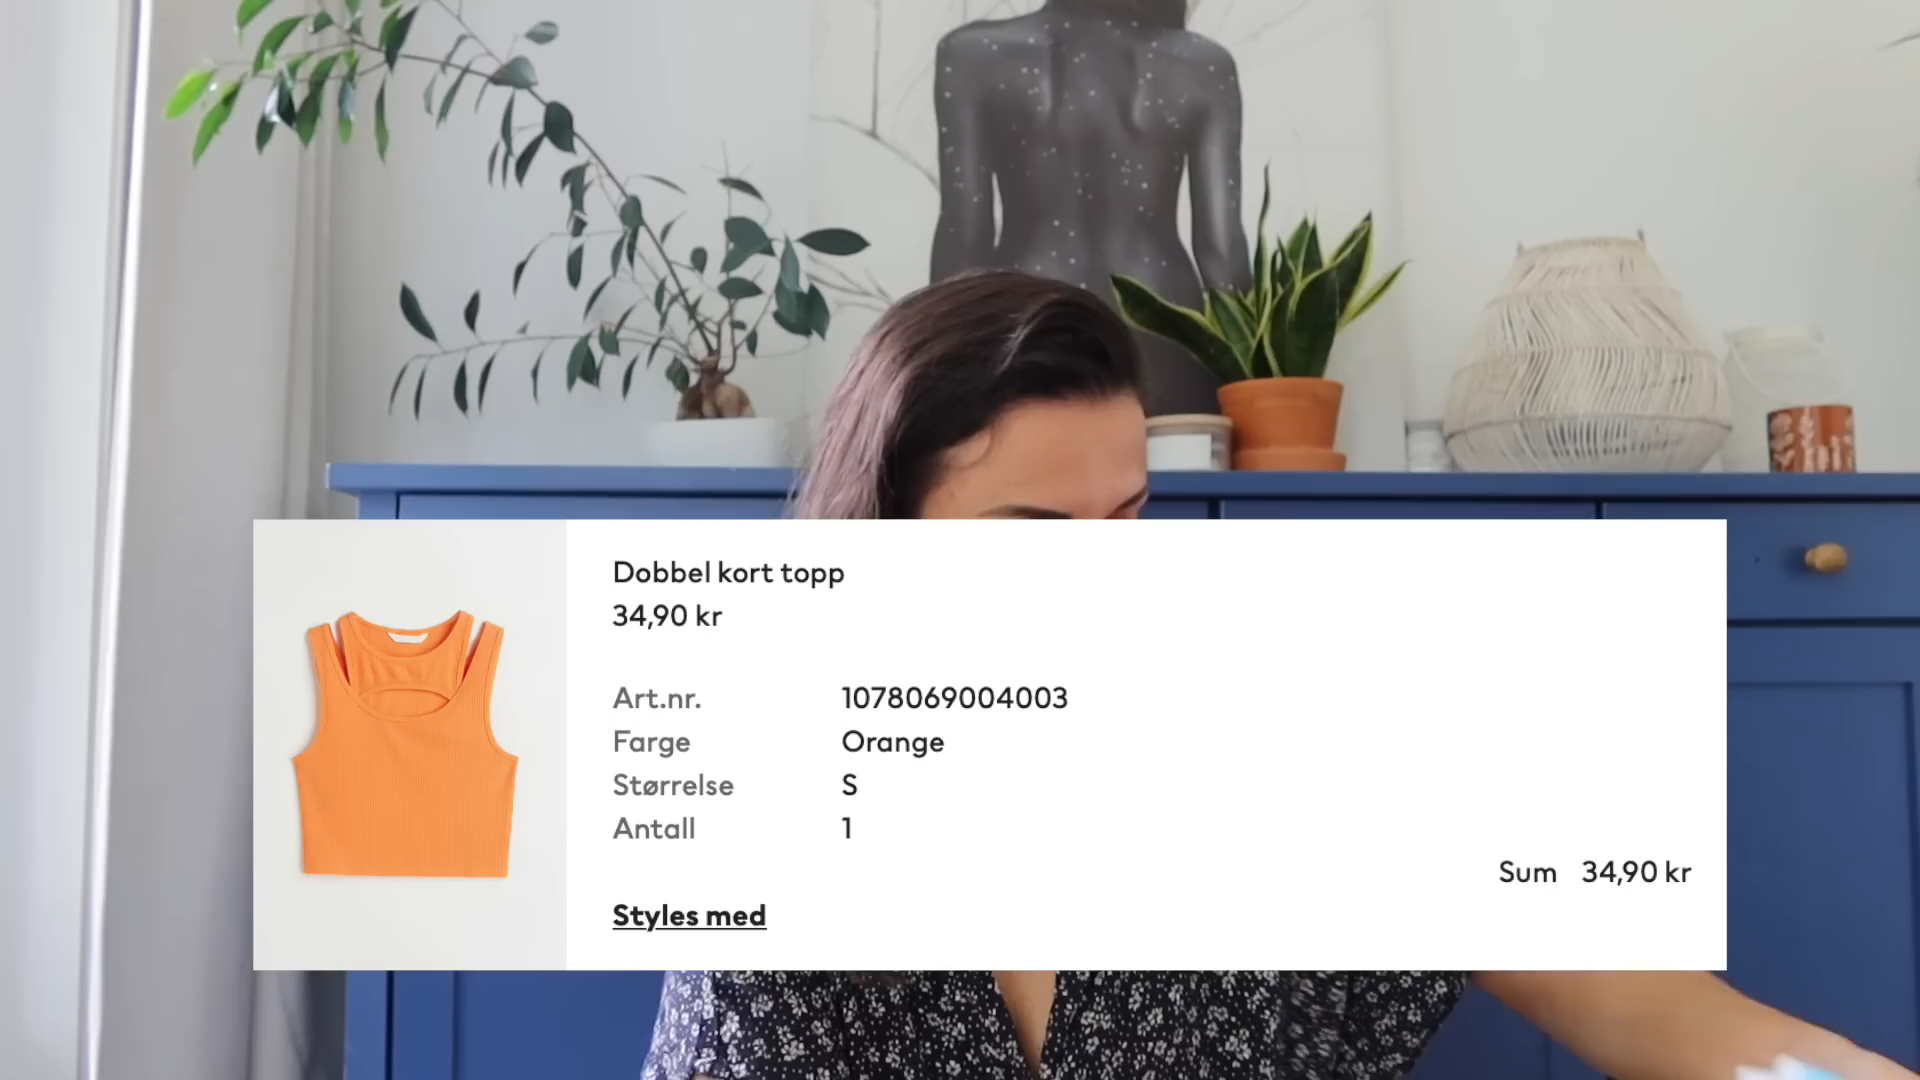 Dobbel kort topp
34,90 kr
Art.nr. 1078069004003
Farge Orange
Størrelse S
Antall 1
Sum 34,90 kr
Styles med